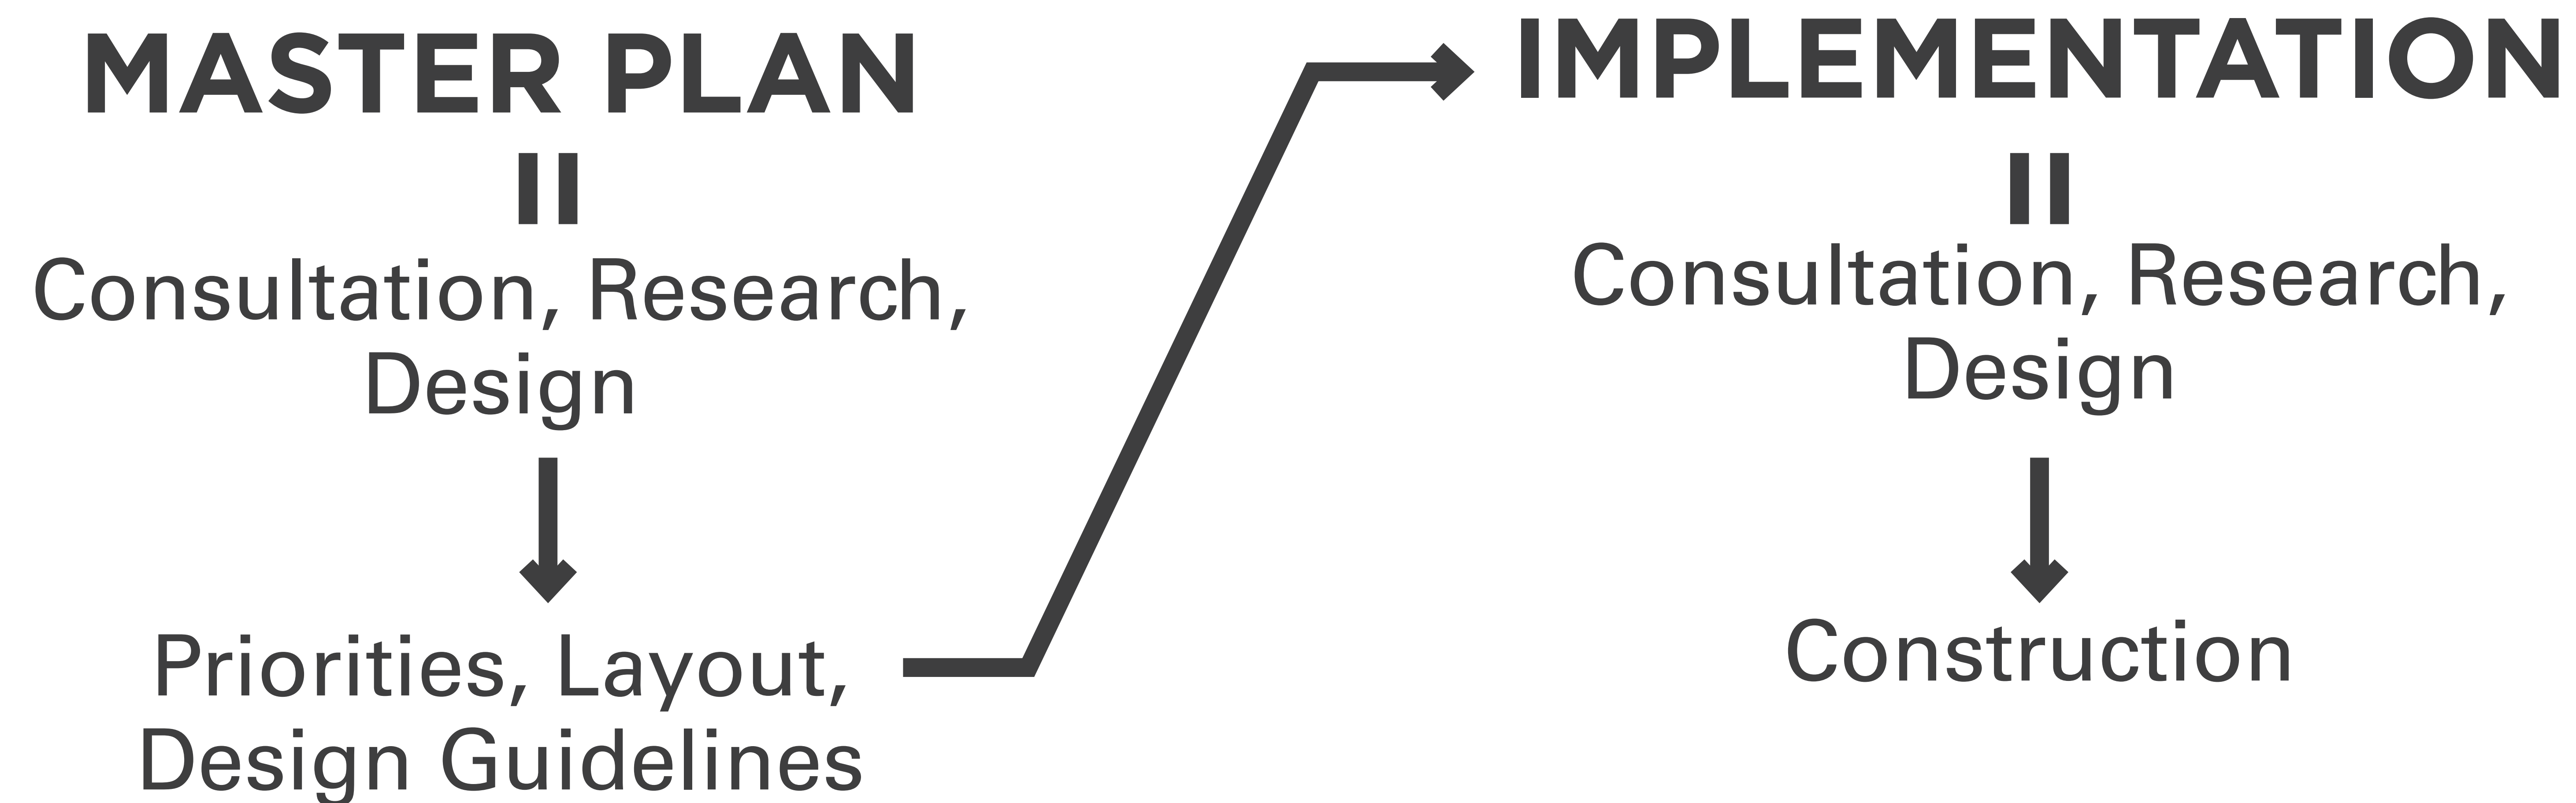 MASTER PLAN
Consultation, Research,
Design
Priorities, Layout,
Design Guidelines
IMPLEMENTATION
Consultation, Research,
Design
Construction